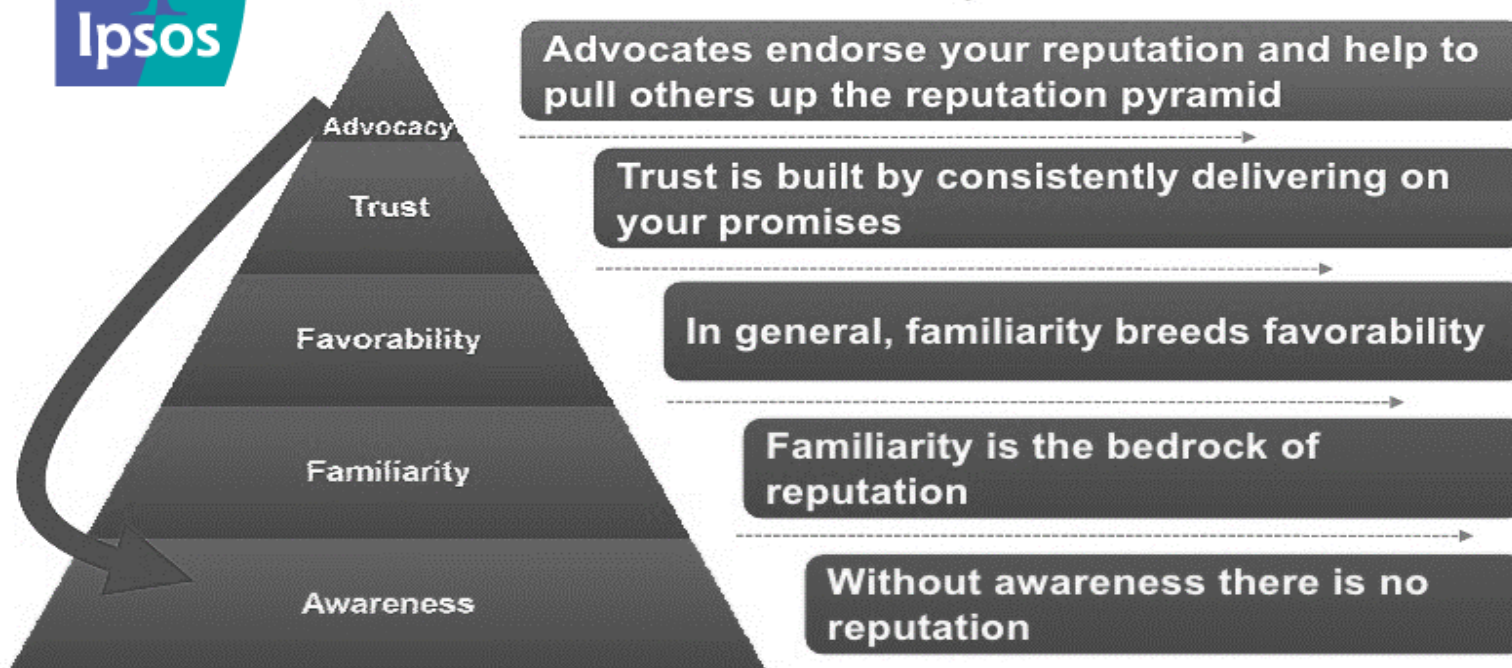 Ipsos
Advocates endorse your reputation and help to
pull others up the reputation pyramid
Advocacy
Trust is built by consistently delivering on
your promises
Trust
In general, familiarity breeds favorability
Favorability
Familiarity is the bedrock of
reputation
Familiarity
Without awareness there is no
reputation
Awareness